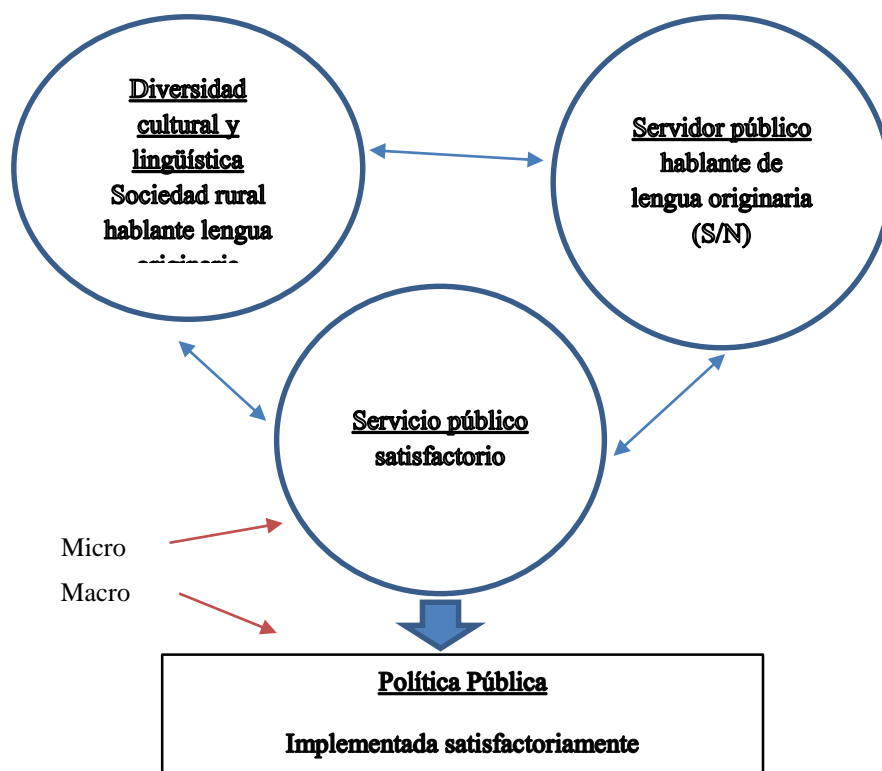 Diversidad
cultural y
lingüística
Sociedad rural
hablante lengua
Servidor público
hablante de
lengua originaria
(S/N)
Servicio público
satisfactorio
Micro
Macro
Política Pública
Implementada satisfactoriamente